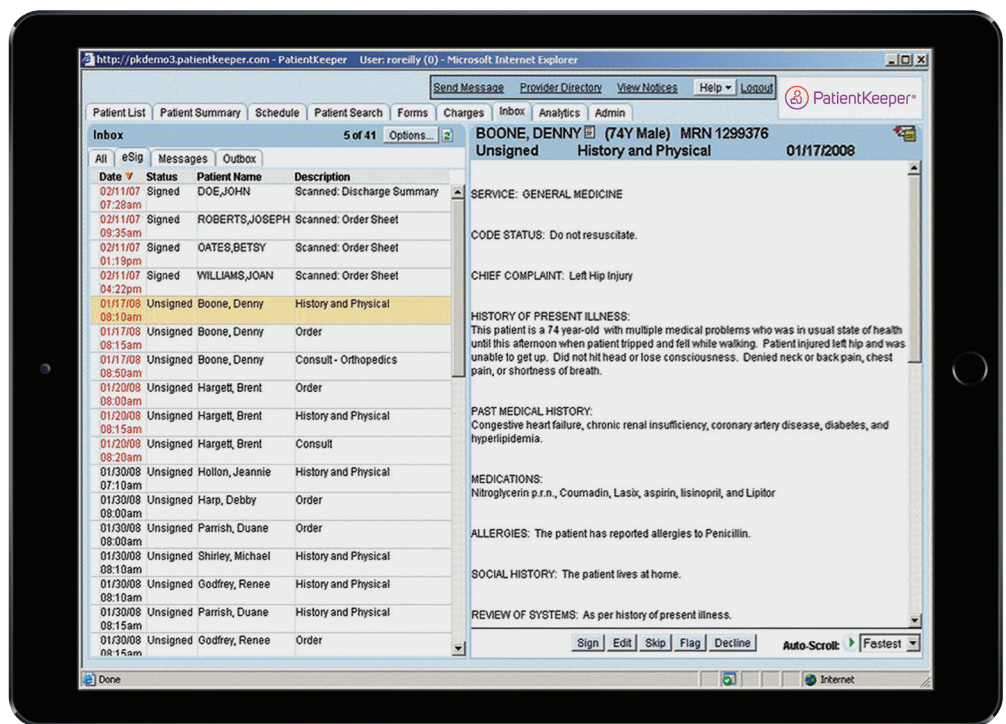 http://pkdemo3.patientkeeper.com - PatientKeeper User: roreilly (0) - Microsoft Internet Explorer
Send Message Provider Directory View Notices Help Logout
PatientKeeper
Patient List Patient Summary Schedule Patient Search Forms Charges Inbox Analytics Admin
Inbox 5 of 41 Options...
All eSig Messages Outbox
Date Status Patient Name Description
02/11/07 Signed DOE,JOHN Scanned: Discharge Summary
07:28am
02/11/07 Signed ROBERTS,JOSEPH Scanned: Order Sheet
09:35am
02/11/07 Signed OATES,BETSY Scanned: Order Sheet
01:19pm
02/11/07 Signed WILLIAMS,JOAN Scanned: Order Sheet
04:22pm
01/17/08 Unsigned Boone, Denny History and Physical
08:10am
01/17/08 Unsigned Boone, Denny Order
08:15am
01/17/08 Unsigned Boone, Denny Consult - Orthopedics
08:50am
01/20/08 Unsigned Hargett, Brent Order
08:00am
01/20/08 Unsigned Hargett, Brent History and Physical
08:15am
01/20/08 Unsigned Hargett, Brent Consult
08:20am
01/30/08 Unsigned Hollon, Jeannie History and Physical
07:10am
01/30/08 Unsigned Harp, Debby Order
08:00am
01/30/08 Unsigned Parrish, Duane Order
08:00am
01/30/08 Unsigned Shirley, Michael History and Physical
08:10am
01/30/08 Unsigned Godfrey, Renee History and Physical
08:10am
01/30/08 Unsigned Parrish, Duane History and Physical
08:15am
01/30/08 Unsigned Godfrey, Renee Order
08:15am
BOONE, DENNY (74Y Male) MRN 1299376
Unsigned History and Physical 01/17/2008
SERVICE: GENERAL MEDICINE
CODE STATUS: Do not resuscitate.
CHIEF COMPLAINT: Left Hip Injury
HISTORY OF PRESENT ILLNESS:
This patient is a 74 year-old with multiple medical problems who was in usual state of health
until this afternoon when patient tripped and fell while walking. Patient injured left hip and was
unable to get up. Did not hit head or lose consciousness. Denied neck or back pain, chest
pain, or shortness of breath.
PAST MEDICAL HISTORY:
Congestive heart failure, chronic renal insufficiency, coronary artery disease, diabetes, and
hyperlipidemia.
MEDICATIONS:
Nitroglycerin p.r.n., Coumadin, Lasix, aspirin, lisinopril, and Lipitor
ALLERGIES: The patient has reported allergies to Penicillin.
SOCIAL HISTORY: The patient lives at home.
REVIEW OF SYSTEMS: As per history of present illness.
Sign Edit Skip Flag Decline Auto-Scroll: Fastest
Done Internet